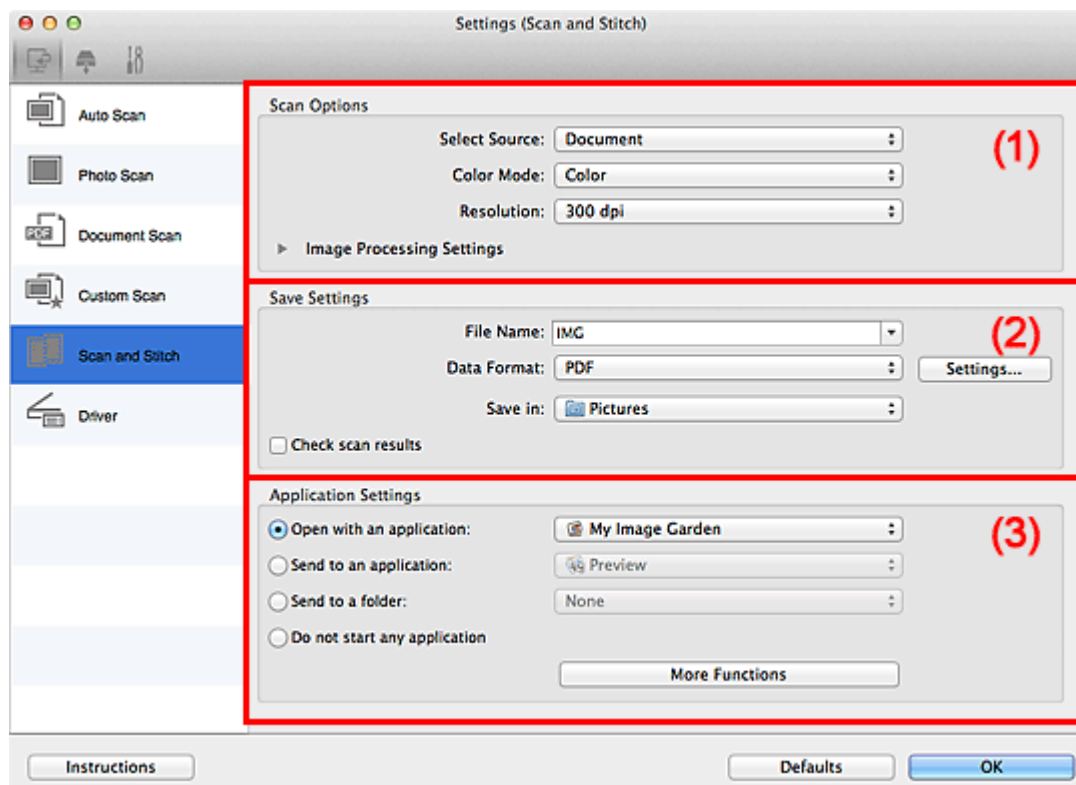 Settings (Scan and Stitch)
Auto Scan
Photo Scan
PDF
Document Scan
Custom Scan
Scan and Stitch
Driver
Scan Options
(1)
Select Source: Document
Color Mode: Color
Resolution: 300 dpi
Image Processing Settings
Save Settings
(2)
File Name: IMG
Data Format: PDF Settings...
Save in: Pictures
Check scan results
Application Settings
(3)
Open with an application: My Image Garden
Send to an application: Preview
Send to a folder: None
Do not start any application
More Functions
Instructions Defaults OK